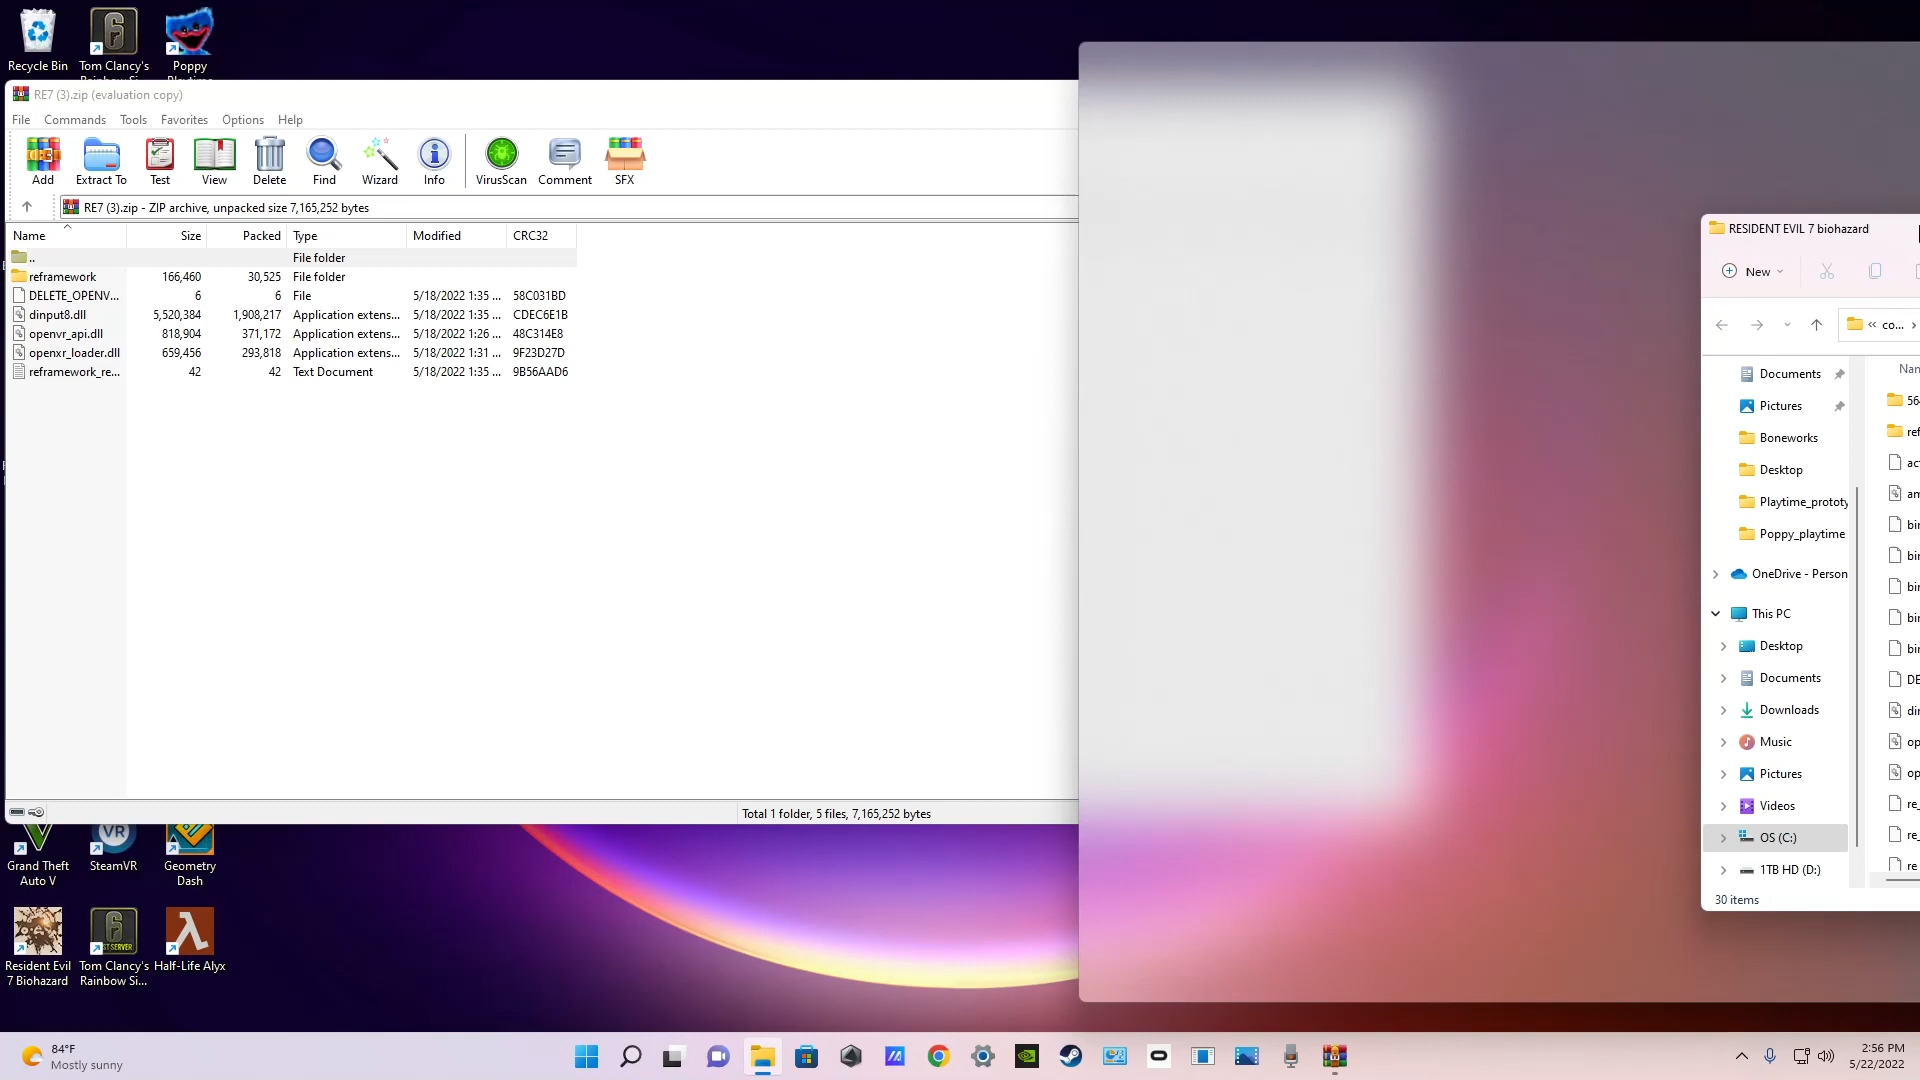 Recycle Bin
Tom Clancy's
Poppy
RE7 (3).zip (evaluation copy)
File Commands Tools Favorites Options Help
Add Extract To Test View Delete Find Wizard Info VirusScan Comment SFX
RE7 (3).zip - ZIP archive, unpacked size 7,165,252 bytes
Name Size Packed Type Modified CRC32
.. File folder
reframework 166,460 30,525 File folder
DELETE_OPENV... 6 6 File 5/18/2022 1:35 ... 58C031BD
dinput8.dll 5,520,384 1,908,217 Application extens... 5/18/2022 1:35 ... CDEC6E1B
openvr_api.dll 818,904 371,172 Application extens... 5/18/2022 1:26 ... 48C314E8
openxr_loader.dll 659,456 293,818 Application extens... 5/18/2022 1:31 ... 9F23D27D
reframework_re... 42 42 Text Document 5/18/2022 1:35 ... 9B56AAD6
Total 1 folder, 5 files, 7,165,252 bytes
RESIDENT EVIL 7 biohazard
New
« co... ›
Documents
Pictures
Boneworks
Desktop
Playtime_prototy
Poppy_playtime
OneDrive - Person
This PC
Desktop
Documents
Downloads
Music
Pictures
Videos
OS (C:)
1TB HD (D:)
30 items
Grand Theft
Auto V
SteamVR
Geometry
Dash
Resident Evil
7 Biohazard
Tom Clancy's
Rainbow Si...
Half-Life Alyx
84°F
Mostly sunny
2:56 PM
5/22/2022